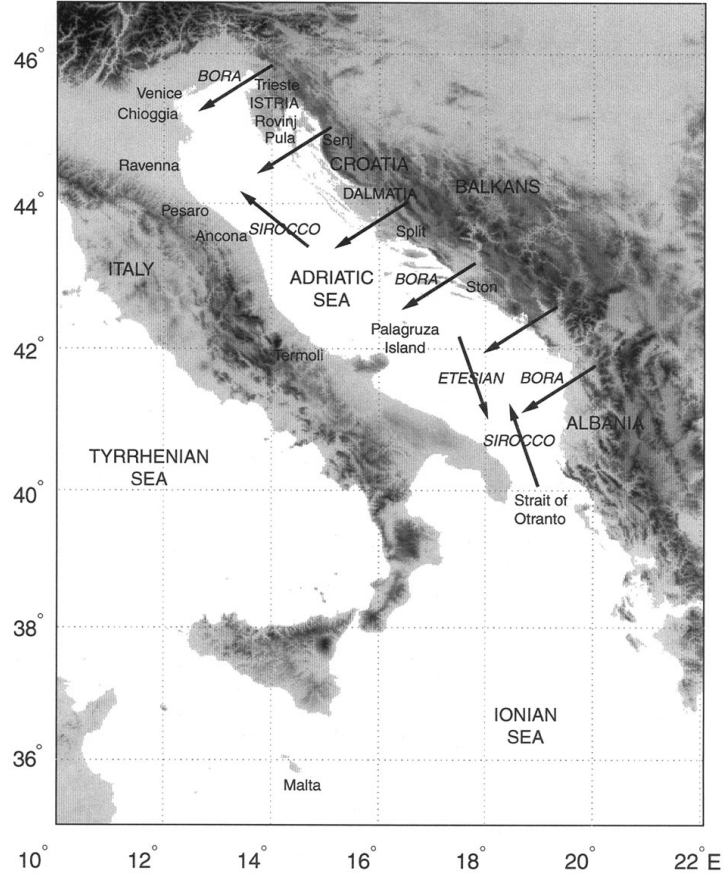 46°
BORA
Trieste
Venice
ISTRIA
Chioggia
Rovinj
Pula
Senj
Ravenna
CROATIA
BALKANS
DALMATIA
44°
Pesaro
SIROCCO
Split
Ancona
ITALY
ADRIATIC
SEA
BORA
Ston
Palagruza
Island
42°
Termoli
ETESIAN
BORA
ALBANIA
SIROCCO
TYRRHENIAN
SEA
40°
Strait of
Otranto
38°
IONIAN
SEA
36°
Malta
10° 12° 14° 16° 18° 20° 22° E